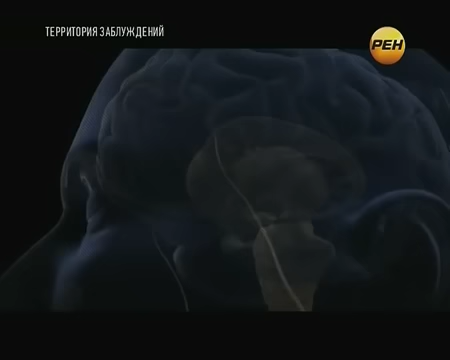 ТЕРРИТОРИЯ ЗАБЛУЖДЕНИЙ
РЕН